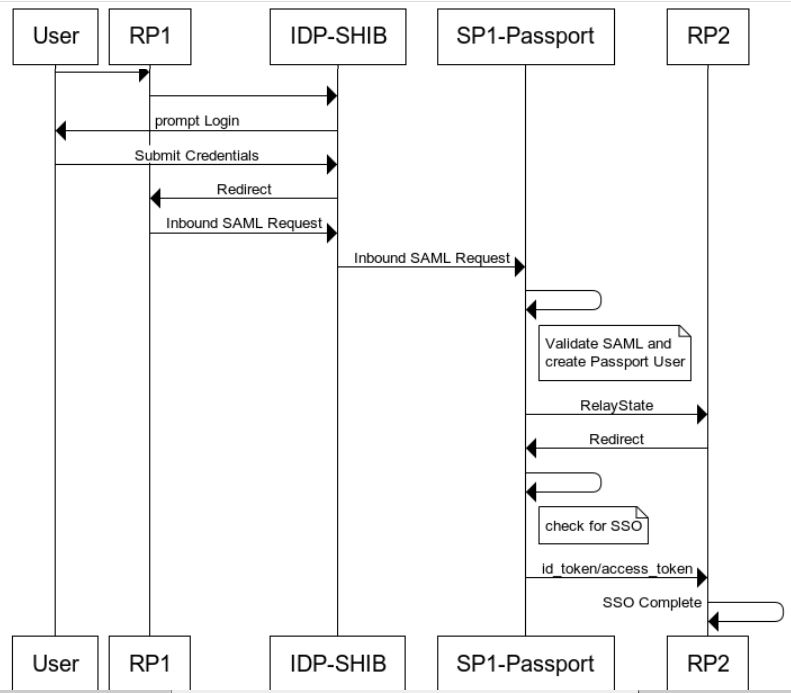 User RP1 IDP-SHIB SP1-Passport RP2
prompt Login
Submit Credentials
Redirect
Inbound SAML Request
Inbound SAML Request
Validate SAML and
create Passport User
RelayState
Redirect
check for SSO
id_token/access_token
SSO Complete
User RP1 IDP-SHIB SP1-Passport RP2